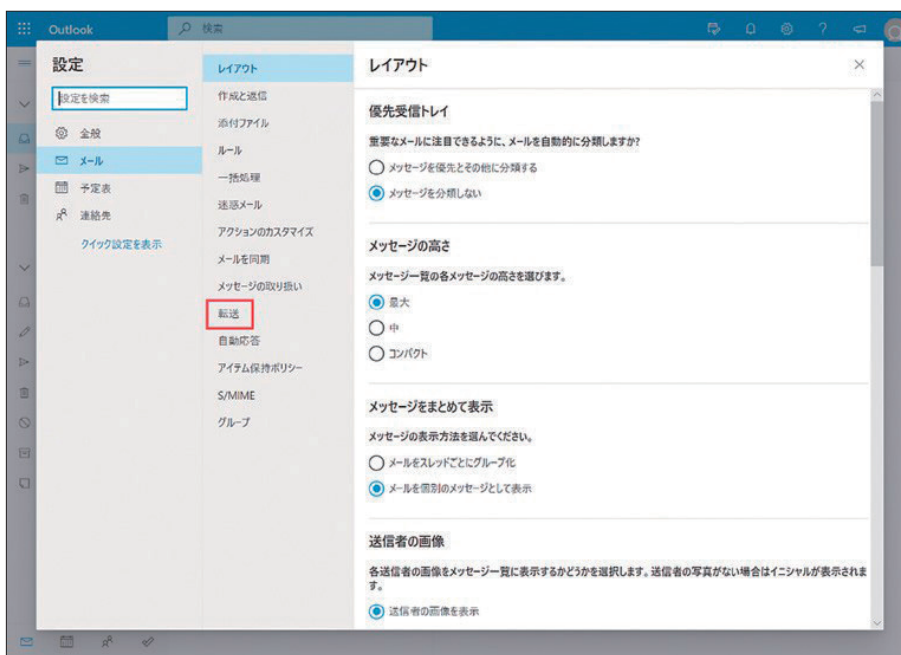 Outlook
検索
設定
設定を検索
全般
メール
予定表
連絡先
クイック設定を表示
レイアウト
作成と返信
添付ファイル
ルール
一括処理
迷惑メール
アクションのカスタマイズ
メールを同期
メッセージの取り扱い
転送
自動応答
アイテム保持ポリシー
S/MIME
グループ
レイアウト
優先受信トレイ
重要なメールに注目できるように、メールを自動的に分類しますか?
メッセージを優先とその他に分類する
メッセージを分類しない
メッセージの高さ
メッセージ一覧の各メッセージの高さを選びます。
最大
中
コンパクト
メッセージをまとめて表示
メッセージの表示方法を選んでください。
メールをスレッドごとにグループ化
メールを個別のメッセージとして表示
送信者の画像
各送信者の画像をメッセージ一覧に表示するかどうかを選択します。送信者の写真がない場合はイニシャルが表示されま
す。
送信者の画像を表示